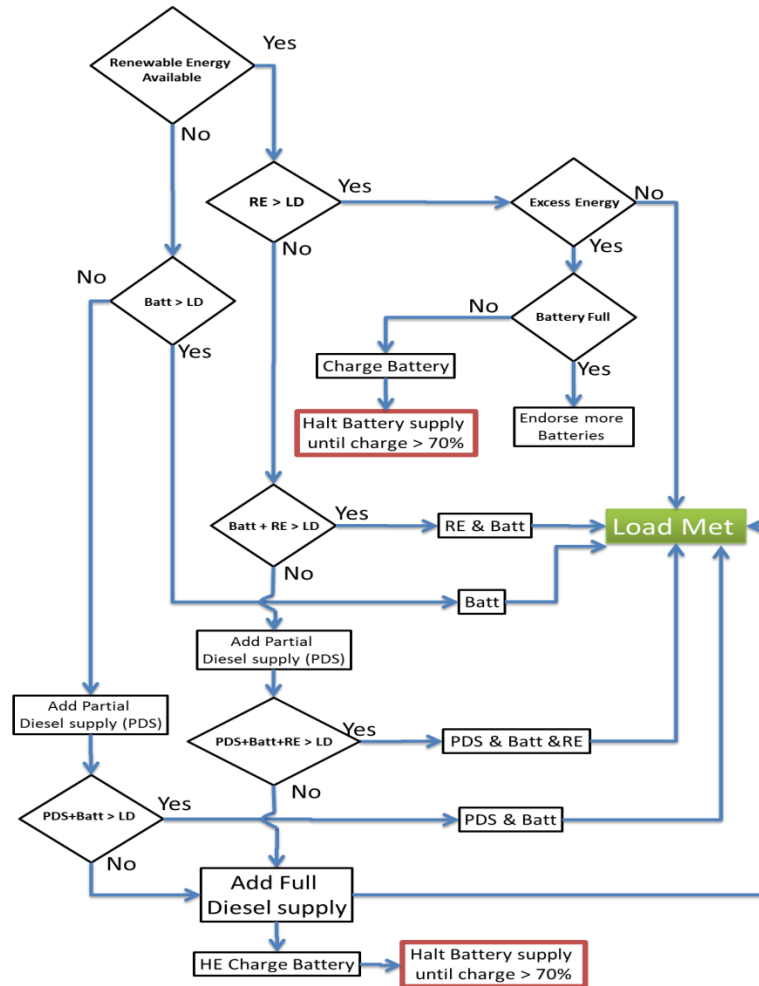 Yes
Renewable Energy
Available
No
RE > LD
Yes
Excess Energy
No
No
Yes
No
Batt > LD
Yes
No
Battery Full
Yes
Charge Battery
Halt Battery supply
until charge > 70%
Endorse more
Batteries
Batt + RE > LD
Yes
RE & Batt
Load Met
No
Batt
Add Partial
Diesel supply (PDS)
Add Partial
Diesel supply (PDS)
PDS+Batt+RE > LD
Yes
PDS & Batt &RE
No
PDS+Batt > LD
Yes
PDS & Batt
No
Add Full
Diesel supply
HE Charge Battery
Halt Battery supply
until charge > 70%